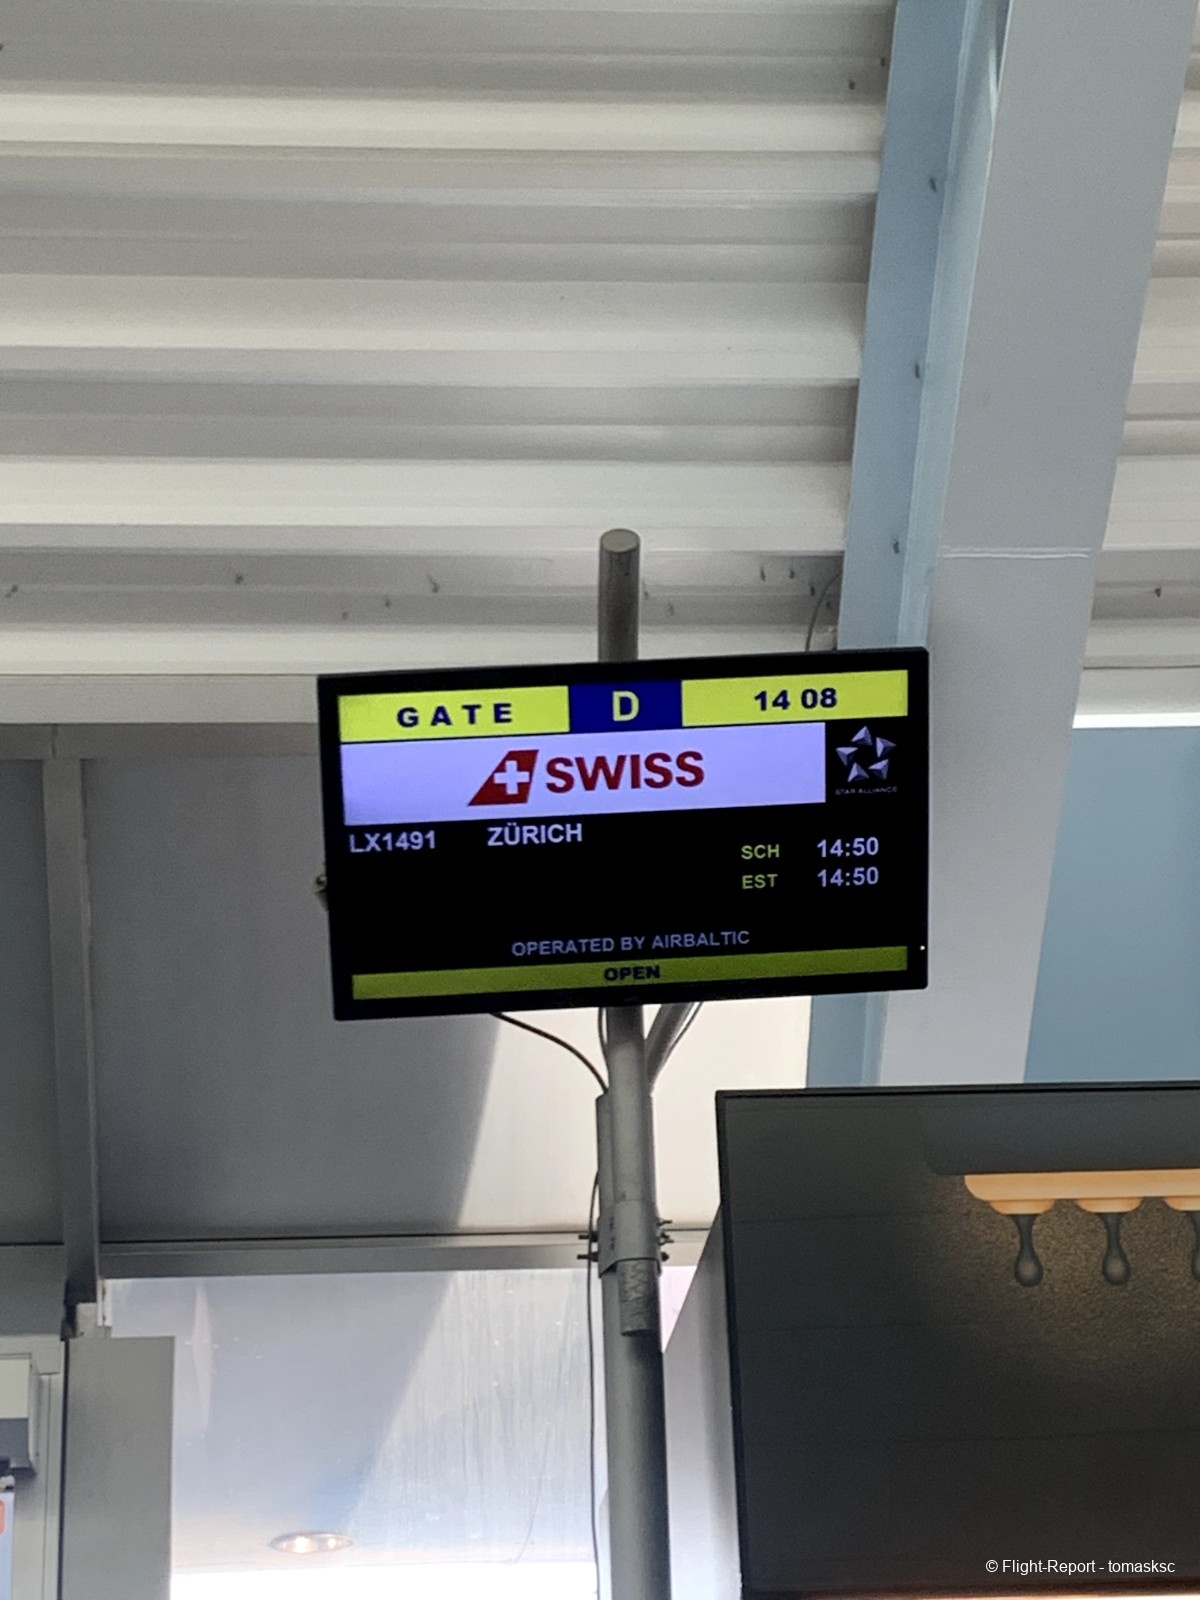 GATE D 14 08
SWISS
STAR ALLIANCE
LX1491 ZÜRICH
SCH 14:50
EST 14:50
OPERATED BY AIRBALTIC
OPEN
© Flight-Report - tomasksc